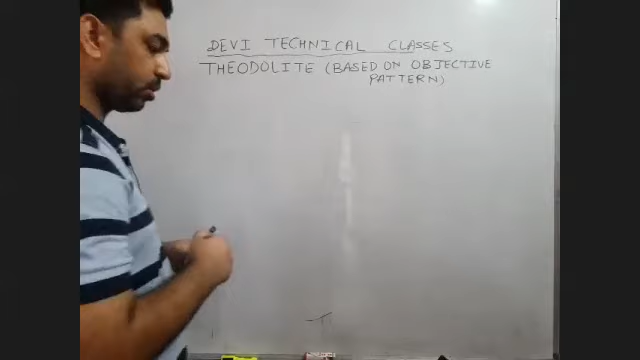 DEVI TECHNICAL CLASSES
THEODOLITE (BASED ON OBJECTIVE
PATTERN)